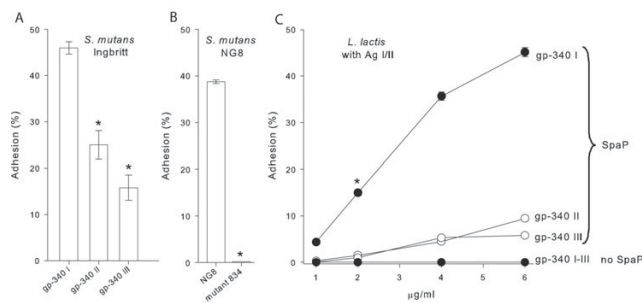 A
S. mutans
Ingbritt
Adhesion (%)
50
40
30
20
10
0
*
*
gp-340 I
gp-340 II
gp-340 III
B
S. mutans
NG8
Adhesion (%)
50
40
30
20
10
0
*
NG8
mutant 834
C
L. lactis
with Ag I/II
Adhesion (%)
50
40
30
20
10
0
*
gp-340 I
SpaP
gp-340 II
gp-340 III
gp-340 I-III no SpaP
1 2 3 4 5 6
µg/ml